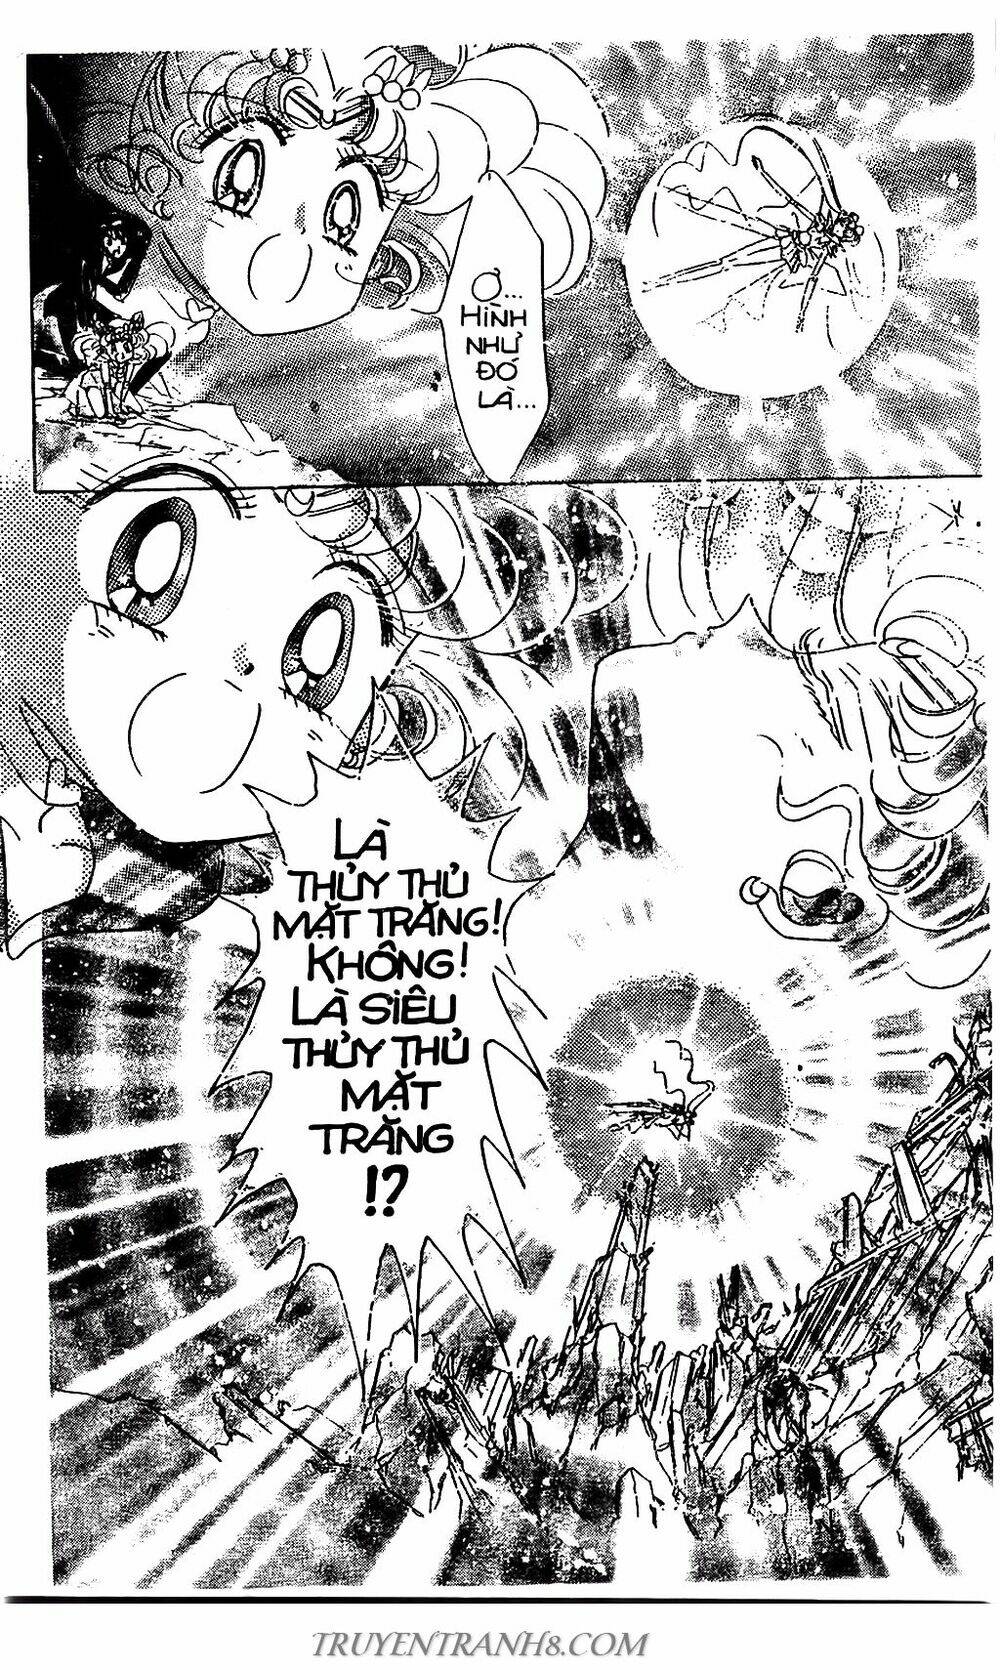 Ơ...
HÌNH
NHƯ
ĐÓ
LÀ...
LÀ
THỦY THỦ
MẶT TRĂNG!
KHÔNG!
LÀ SIÊU
THỦY THỦ
MẶT
TRĂNG
!?
TRUYENTRANH8.COM